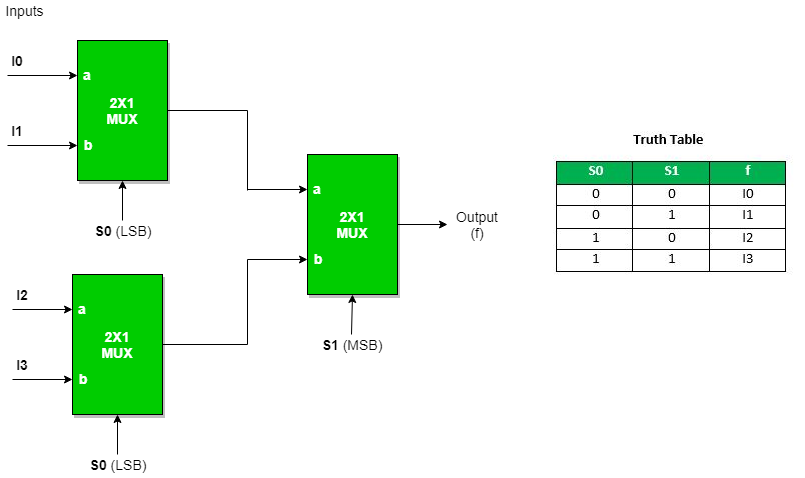 Inputs
I0
a
2X1
MUX
I1
b
S0 (LSB)
I2
a
2X1
MUX
I3
b
S0 (LSB)
a
2X1
MUX
b
S1 (MSB)
Output
(f)
Truth Table
S0 S1 f
0 0 I0
0 1 I1
1 0 I2
1 1 I3